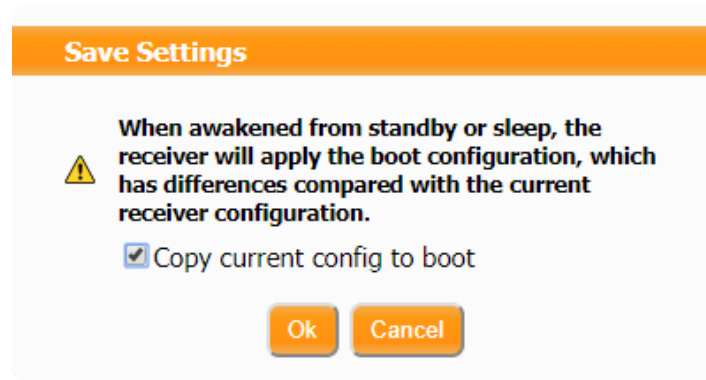 Save Settings
When awakened from standby or sleep, the
receiver will apply the boot configuration, which
has differences compared with the current
receiver configuration.
Copy current config to boot
Ok Cancel